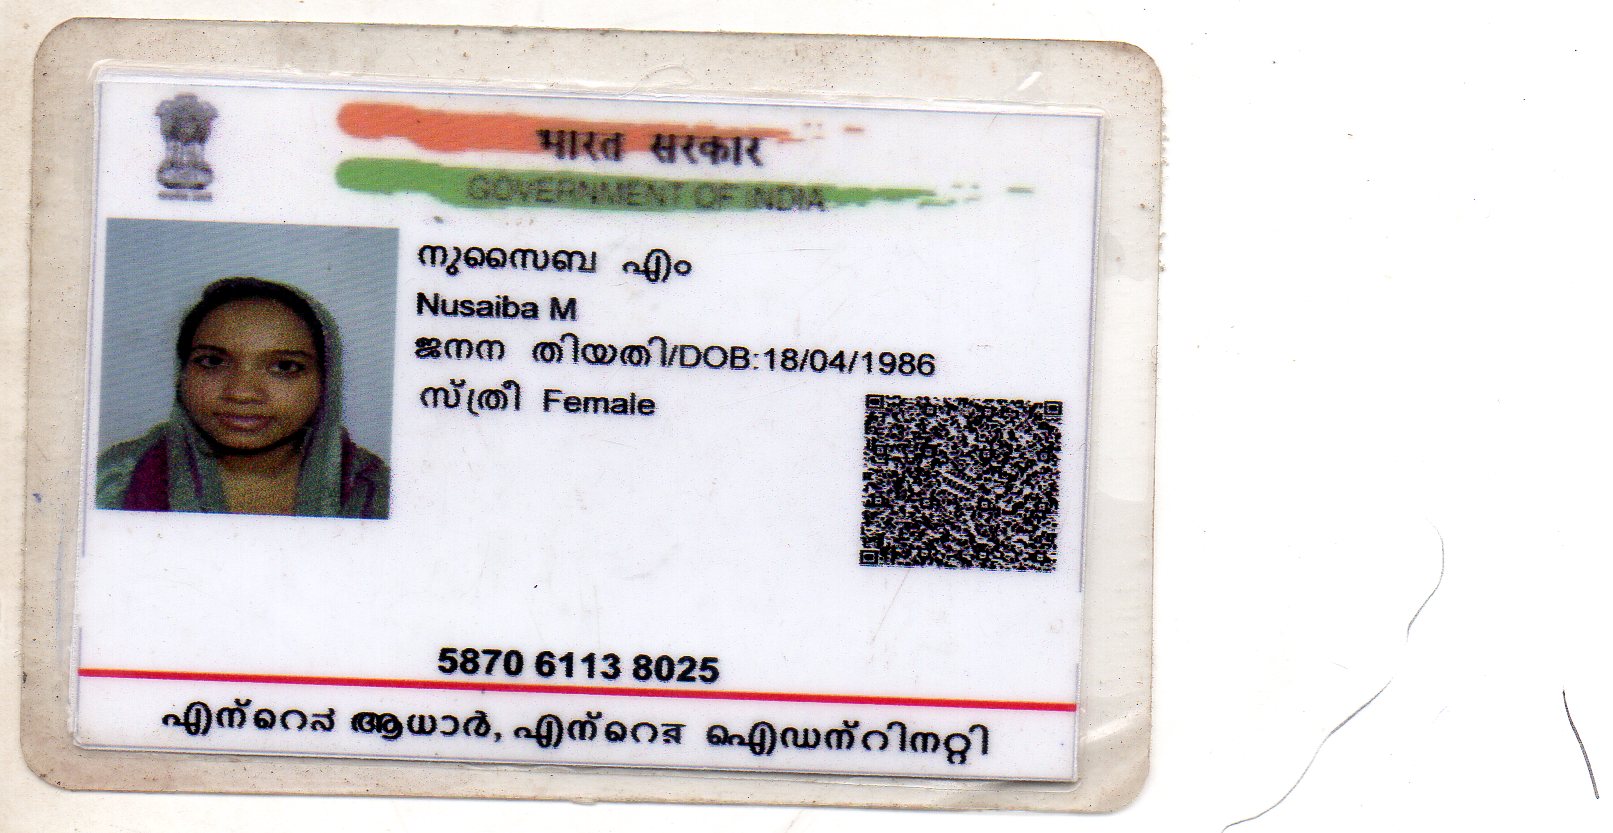 भारत सरकार
GOVERNMENT OF INDIA
നുസൈബ എം
Nusaiba M
ജനന തിയതി/DOB:18/04/1986
സ്ത്രീ Female
5870 6113 8025
എന്റെ ആധാർ, എന്റെ ഐഡന്റിറ്റി